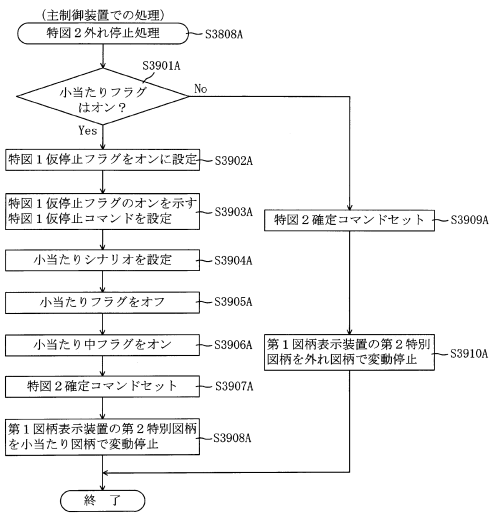 (主制御装置での処理)
特図２外れ停止処理
S3808A
S3901A
小当たりフラグ
はオン？
No
Yes
特図１仮停止フラグをオンに設定
S3902A
特図１仮停止フラグのオンを示す
特図１仮停止コマンドを設定
S3903A
特図２確定コマンドセット
S3909A
小当たりシナリオを設定
S3904A
小当たりフラグをオフ
S3905A
小当たり中フラグをオン
S3906A
第１図柄表示装置の第２特別
図柄を外れ図柄で変動停止
S3910A
特図２確定コマンドセット
S3907A
第１図柄表示装置の第２特別図柄
を小当たり図柄で変動停止
S3908A
終 了